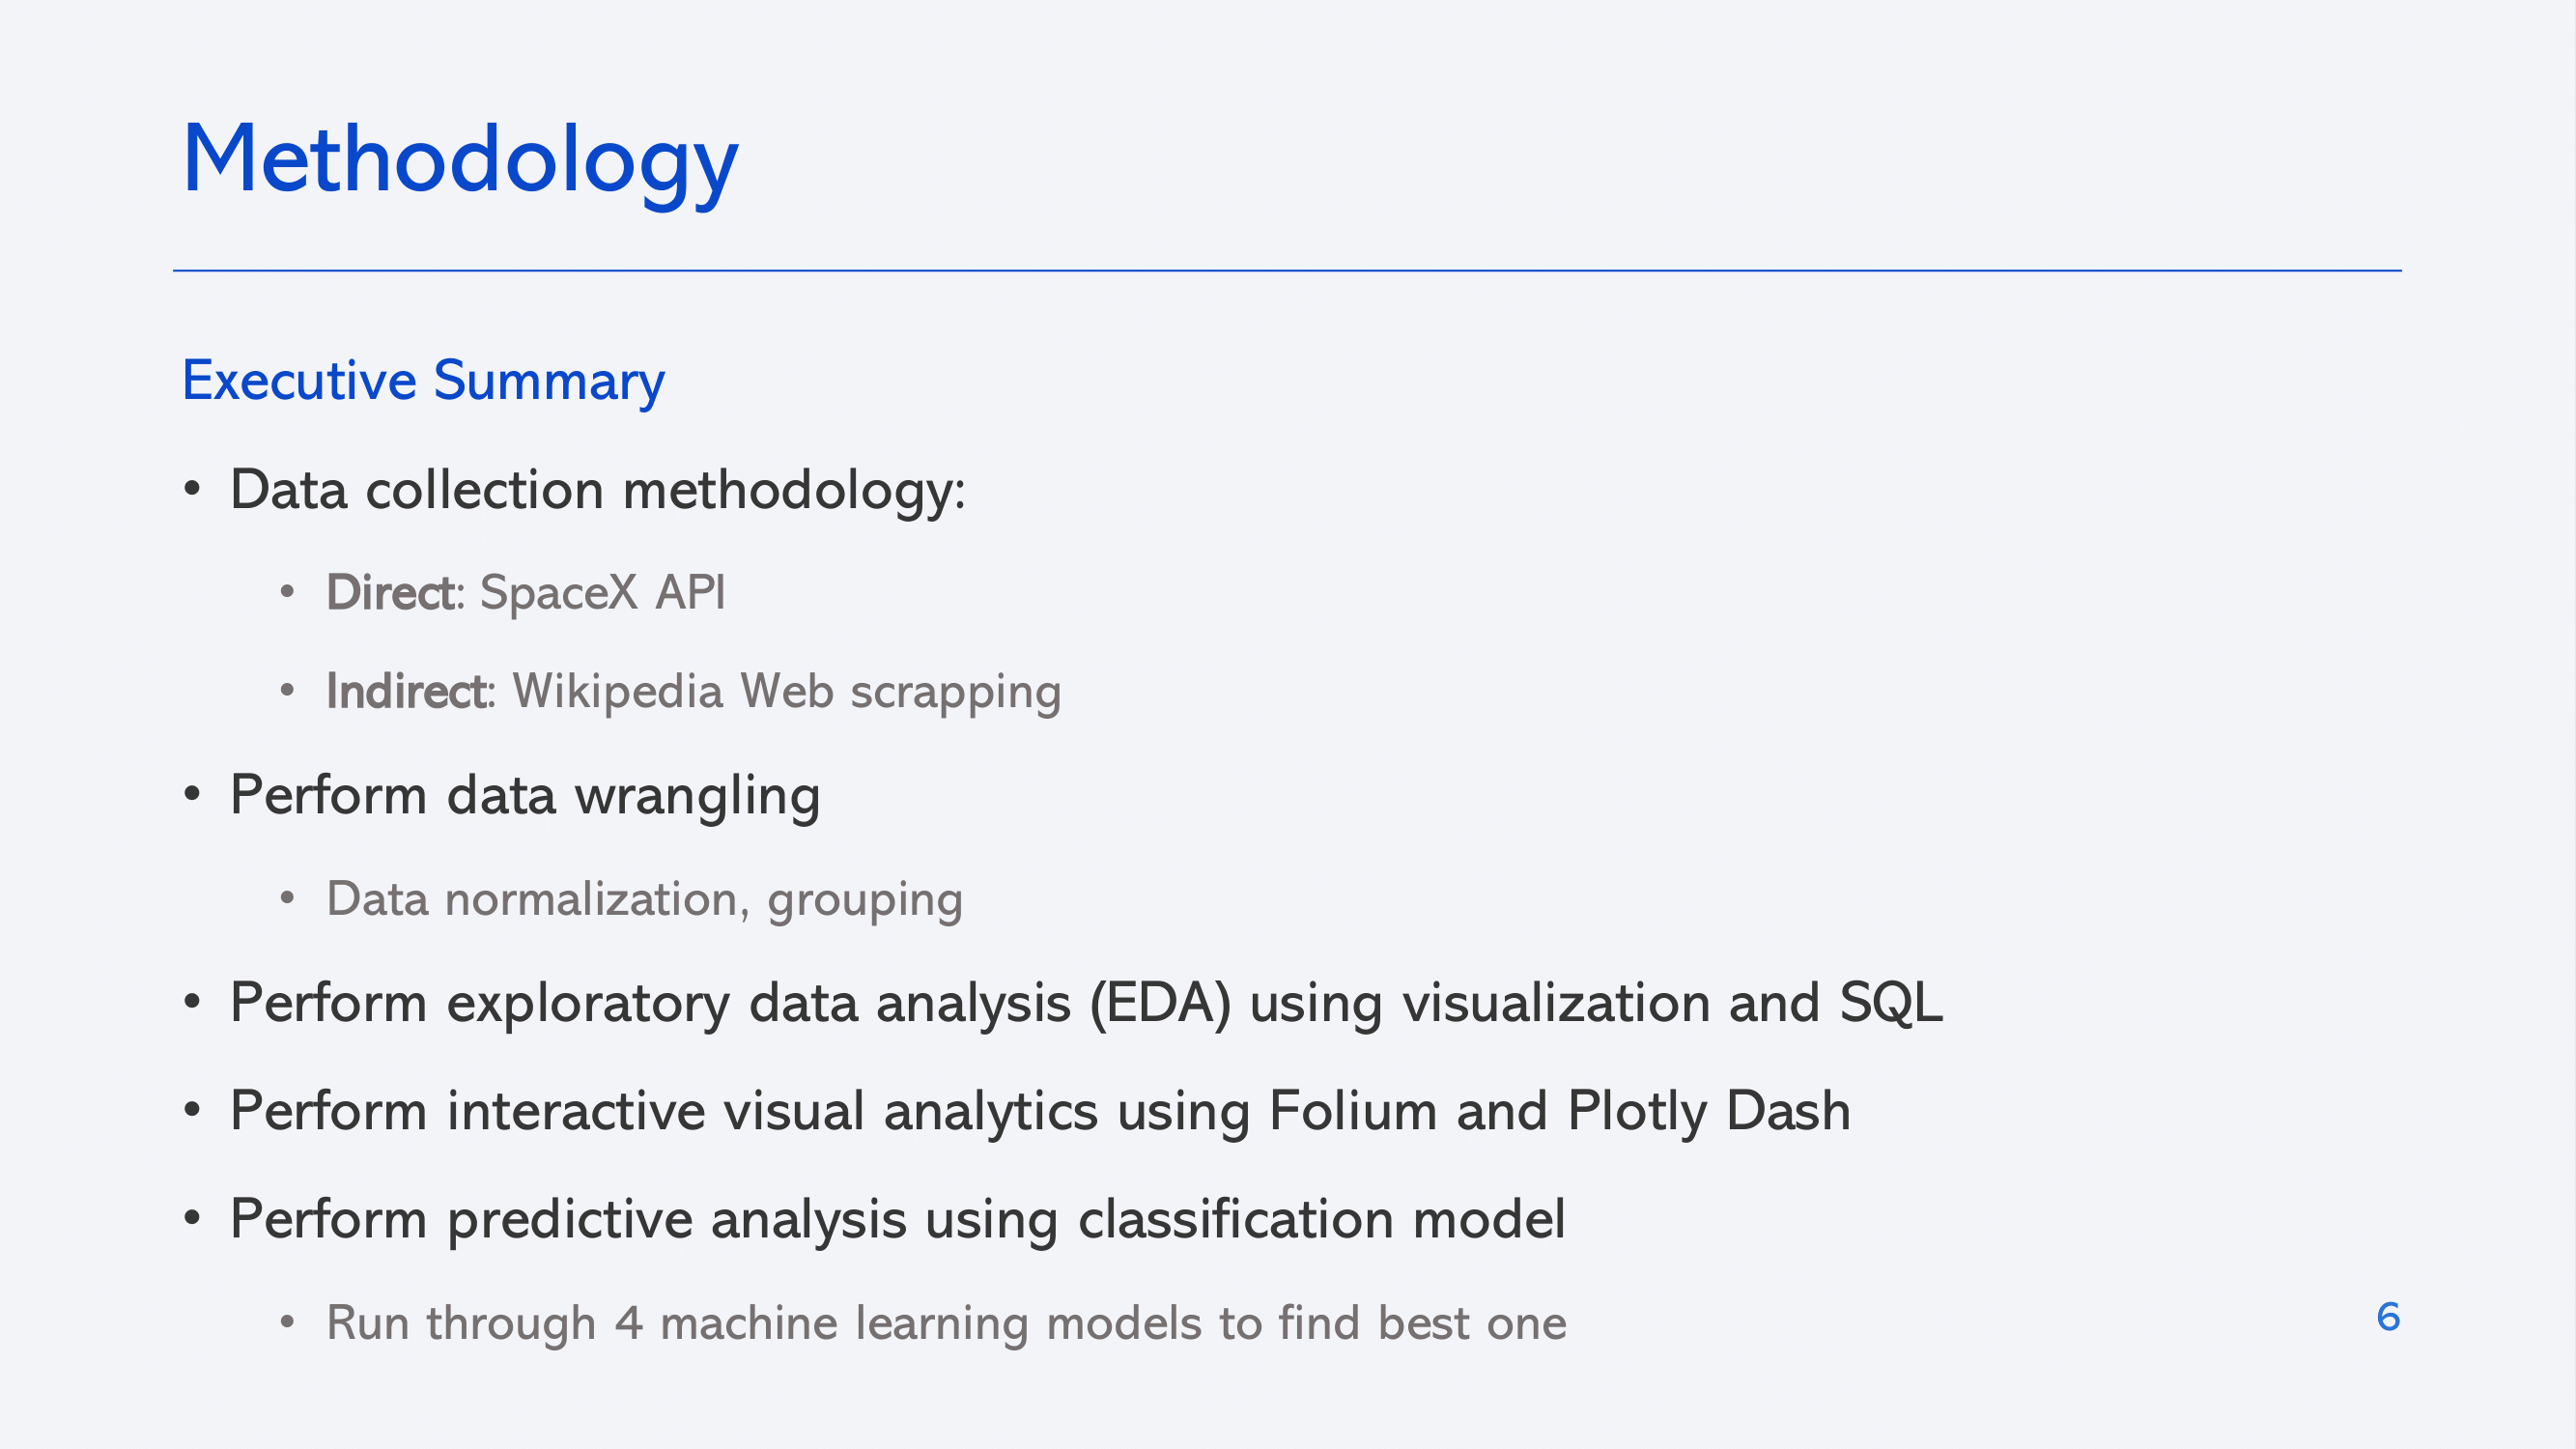 Methodology
Executive Summary
• Data collection methodology:
• Direct: SpaceX API
• Indirect: Wikipedia Web scrapping
• Perform data wrangling
• Data normalization, grouping
• Perform exploratory data analysis (EDA) using visualization and SQL
• Perform interactive visual analytics using Folium and Plotly Dash
• Perform predictive analysis using classification model
• Run through 4 machine learning models to find best one
6